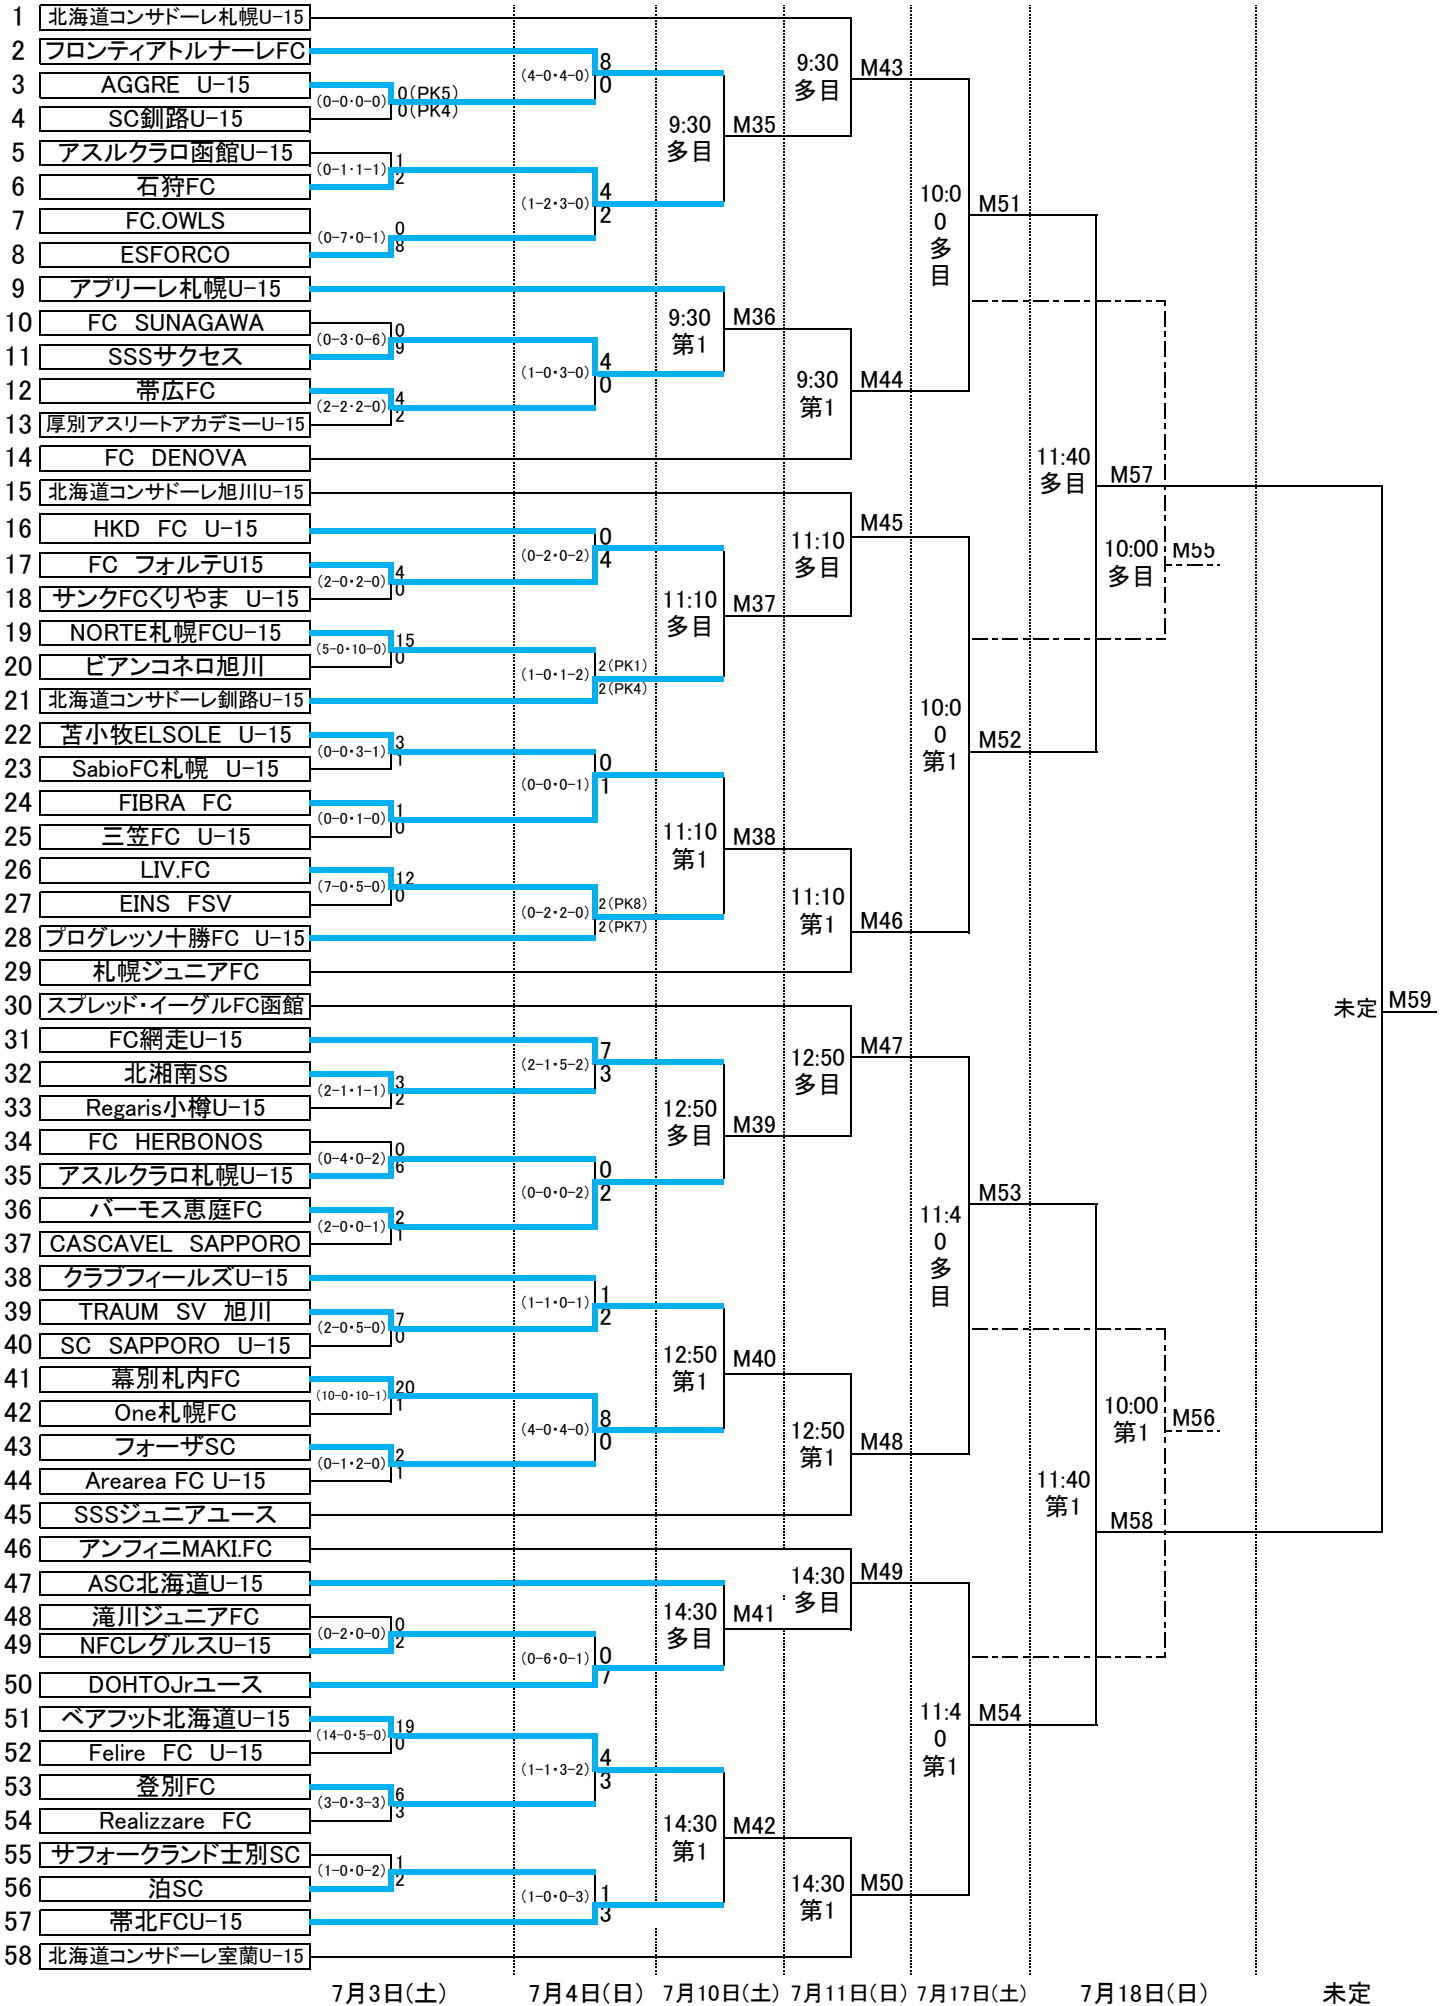 1 北海道コンサドーレ札幌U-15
2 フロンティアトルナーレFC
3 AGGRE U-15
4 SC釧路U-15
5 アスルクラロ函館U-15
6 石狩FC
7 FC.OWLS
8 ESFORCO
9 アプリーレ札幌U-15
10 FC SUNAGAWA
11 SSSサクセス
12 帯広FC
13 厚別アスリートアカデミーU-15
14 FC DENOVA
15 北海道コンサドーレ旭川U-15
16 HKD FC U-15
17 FC フォルテU15
18 サンクFCくりやま U-15
19 NORTE札幌FCU-15
20 ビアンコネロ旭川
21 北海道コンサドーレ釧路U-15
22 苫小牧ELSOLE U-15
23 SabioFC札幌 U-15
24 FIBRA FC
25 三笠FC U-15
26 LIV.FC
27 EINS FSV
28 プログレッソ十勝FC U-15
29 札幌ジュニアFC
30 スプレッド・イーグルFC函館
31 FC網走U-15
32 北湘南SS
33 Regaris小樽U-15
34 FC HERBONOS
35 アスルクラロ札幌U-15
36 バーモス恵庭FC
37 CASCAVEL SAPPORO
38 クラブフィールズU-15
39 TRAUM SV 旭川
40 SC SAPPORO U-15
41 幕別札内FC
42 One札幌FC
43 フォーザSC
44 Arearea FC U-15
45 SSSジュニアユース
46 アンフィニMAKI.FC
47 ASC北海道U-15
48 滝川ジュニアFC
49 NFCレグルスU-15
50 DOHTOJrユース
51 ベアフット北海道U-15
52 Felire FC U-15
53 登別FC
54 Realizzare FC
55 サフォークランド士別SC
56 泊SC
57 帯北FCU-15
58 北海道コンサドーレ室蘭U-15
(0-0・0-0) 0(PK5)
0(PK4)
(0-1・1-1) 1
2
(0-7・0-1) 0
8
(0-3・0-6) 0
9
(2-2・2-0) 4
2
(2-0・2-0) 4
0
(5-0・10-0) 15
0
(0-0・3-1) 3
1
(0-0・1-0) 1
0
(7-0・5-0) 12
0
(2-1・1-1) 3
2
(0-4・0-2) 0
6
(2-0・0-1) 2
1
(2-0・5-0) 7
0
(10-0・10-1) 20
1
(0-1・2-0) 2
1
(0-2・0-0) 0
2
(14-0・5-0) 19
0
(3-0・3-3) 6
3
(1-0・0-2) 1
2
(4-0・4-0) 8
0
(1-2・3-0) 4
2
(1-0・3-0) 4
0
(0-2・0-2) 0
4
(1-0・1-2) 2(PK1)
2(PK4)
(0-0・0-1) 0
1
(0-2・2-0) 2(PK8)
2(PK7)
(2-1・5-2) 7
3
(0-0・0-2) 0
2
(1-1・0-1) 1
2
(4-0・4-0) 8
0
(0-6・0-1) 0
7
(1-1・3-2) 4
3
(1-0・0-3) 1
3
9:30
多目
M35
9:30
第1
M36
11:10
多目
M37
11:10
第1
M38
12:50
多目
M39
12:50
第1
M40
14:30
多目
M41
14:30
第1
M42
9:30
多目
M43
9:30
第1
M44
11:10
多目
M45
11:10
第1
M46
12:50
多目
M47
12:50
第1
M48
14:30
多目
M49
14:30
第1
M50
10:0
0
多
目
M51
10:0
0
第1
M52
11:4
0
多
目
M53
11:4
0
第1
M54
10:00
多目
M55
10:00
第1
M56
11:40
多目
M57
11:40
第1
M58
未定
M59
7月3日(土) 7月4日(日) 7月10日(土) 7月11日(日) 7月17日(土) 7月18日(日) 未定